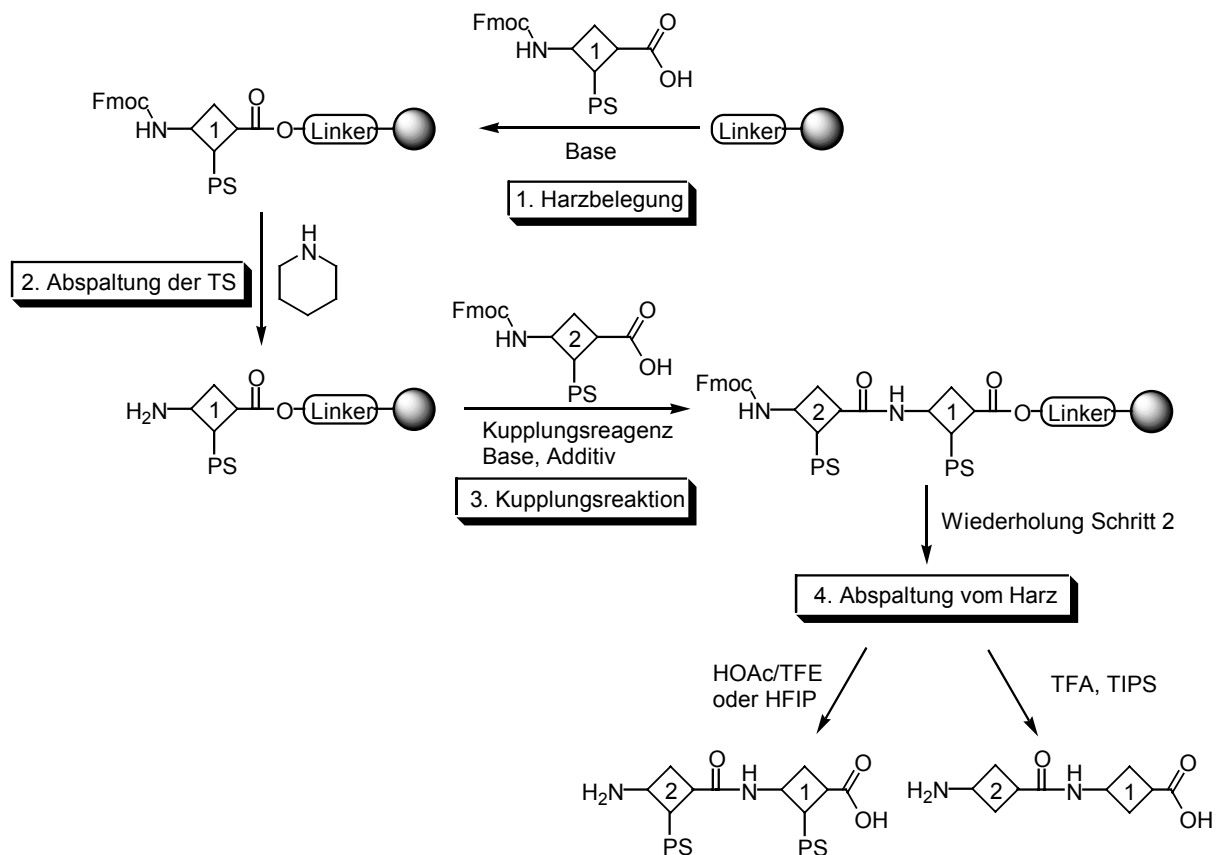 Fmoc
HN
1
O
OH
PS
Fmoc
HN
1
O
O
Linker
PS
Base
Linker
1. Harzbelegung
2. Abspaltung der TS
H
N
H2N
1
O
O
Linker
PS
Fmoc
HN
2
O
OH
PS
Kupplungsreagenz
Base, Additiv
3. Kupplungsreaktion
Fmoc
HN
2
O
H
N
1
O
O
Linker
PS
PS
Wiederholung Schritt 2
4. Abspaltung vom Harz
HOAc/TFE
oder HFIP
TFA, TIPS
H2N
2
O
H
N
1
O
OH
PS
PS
H2N
2
O
H
N
1
O
OH